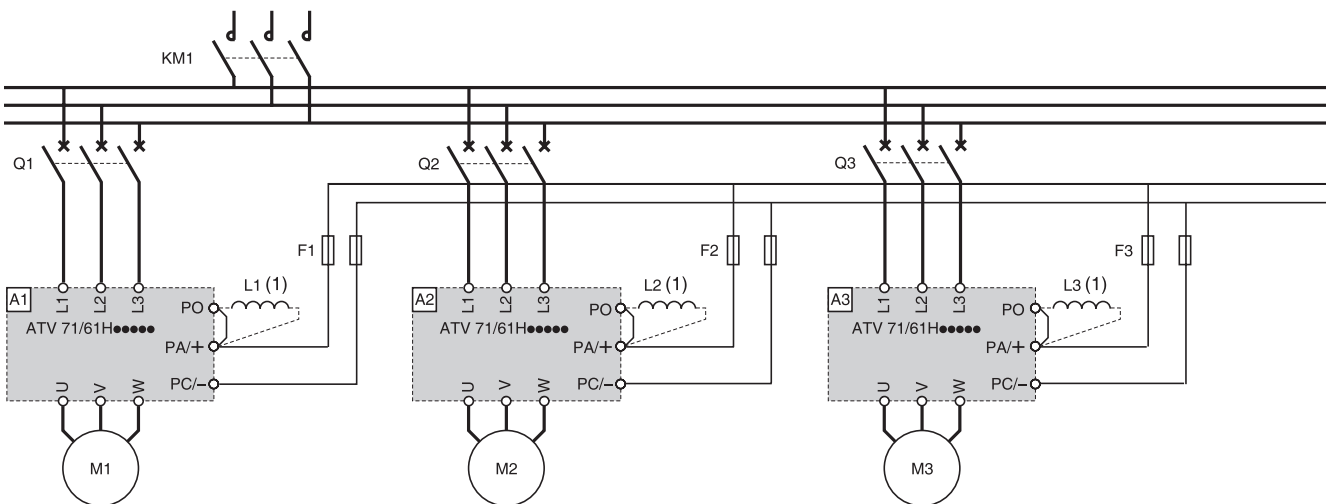 KM1
Q1
Q2
Q3
F1
F2
F3
L1 (1)
L2 (1)
L3 (1)
A1
L1
L2
L3
PO
ATV 71/61H●●●●●
PA/+
PC/-
U
V
W
M1
A2
L1
L2
L3
PO
ATV 71/61H●●●●●
PA/+
PC/-
U
V
W
M2
A3
L1
L2
L3
PO
ATV 71/61H●●●●●
PA/+
PC/-
U
V
W
M3